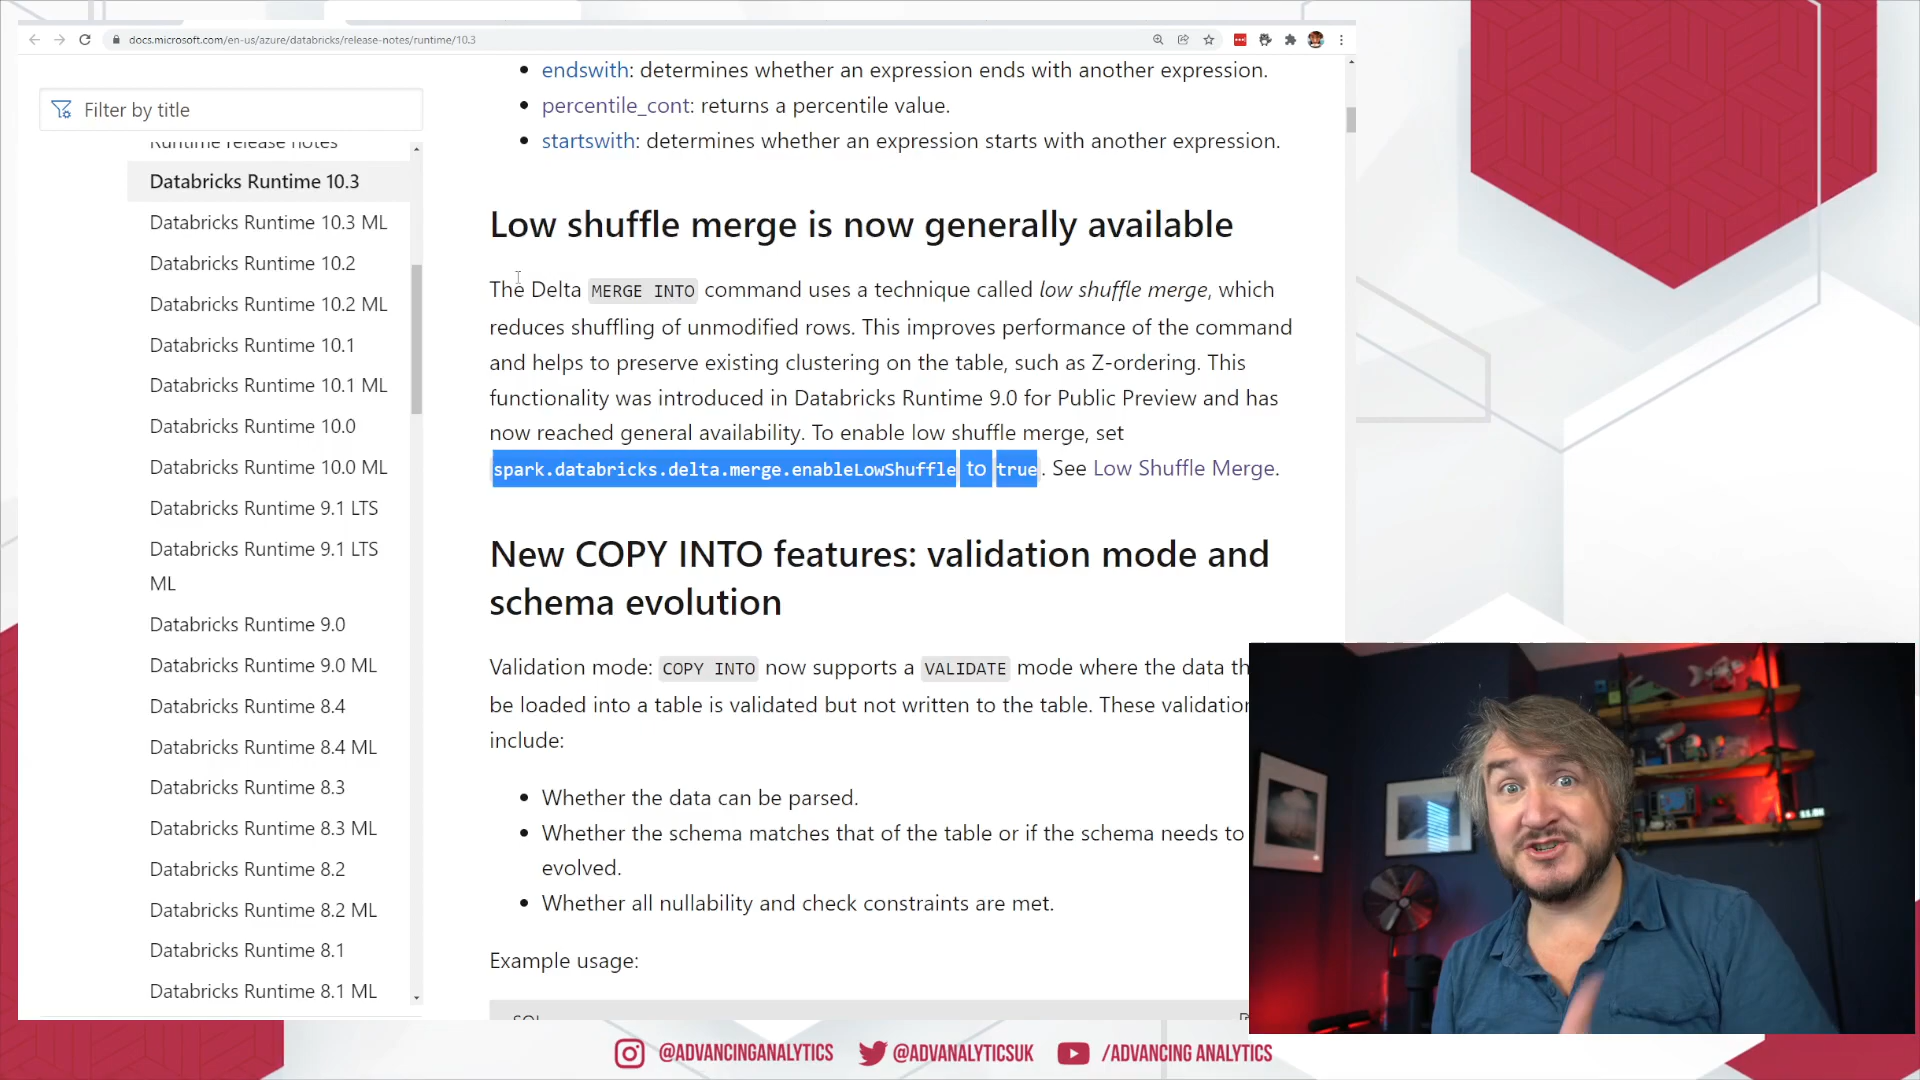 docs.microsoft.com/en-us/azure/databricks/release-notes/runtime/10.3
Filter by title
Runtime release notes
Databricks Runtime 10.3
Databricks Runtime 10.3 ML
Databricks Runtime 10.2
Databricks Runtime 10.2 ML
Databricks Runtime 10.1
Databricks Runtime 10.1 ML
Databricks Runtime 10.0
Databricks Runtime 10.0 ML
Databricks Runtime 9.1 LTS
Databricks Runtime 9.1 LTS
ML
Databricks Runtime 9.0
Databricks Runtime 9.0 ML
Databricks Runtime 8.4
Databricks Runtime 8.4 ML
Databricks Runtime 8.3
Databricks Runtime 8.3 ML
Databricks Runtime 8.2
Databricks Runtime 8.2 ML
Databricks Runtime 8.1
Databricks Runtime 8.1 ML
endswith: determines whether an expression ends with another expression.
percentile_cont: returns a percentile value.
startswith: determines whether an expression starts with another expression.
Low shuffle merge is now generally available
The Delta MERGE INTO command uses a technique called low shuffle merge, which
reduces shuffling of unmodified rows. This improves performance of the command
and helps to preserve existing clustering on the table, such as Z-ordering. This
functionality was introduced in Databricks Runtime 9.0 for Public Preview and has
now reached general availability. To enable low shuffle merge, set
spark.databricks.delta.merge.enableLowShuffle to true. See Low Shuffle Merge.
New COPY INTO features: validation mode and
schema evolution
Validation mode: COPY INTO now supports a VALIDATE mode where the data th
be loaded into a table is validated but not written to the table. These validation
include:
Whether the data can be parsed.
Whether the schema matches that of the table or if the schema needs to
evolved.
Whether all nullability and check constraints are met.
Example usage:
SQL
@ADVANCINGANALYTICS
@ADVANALYTICSUK
/ADVANCING ANALYTICS